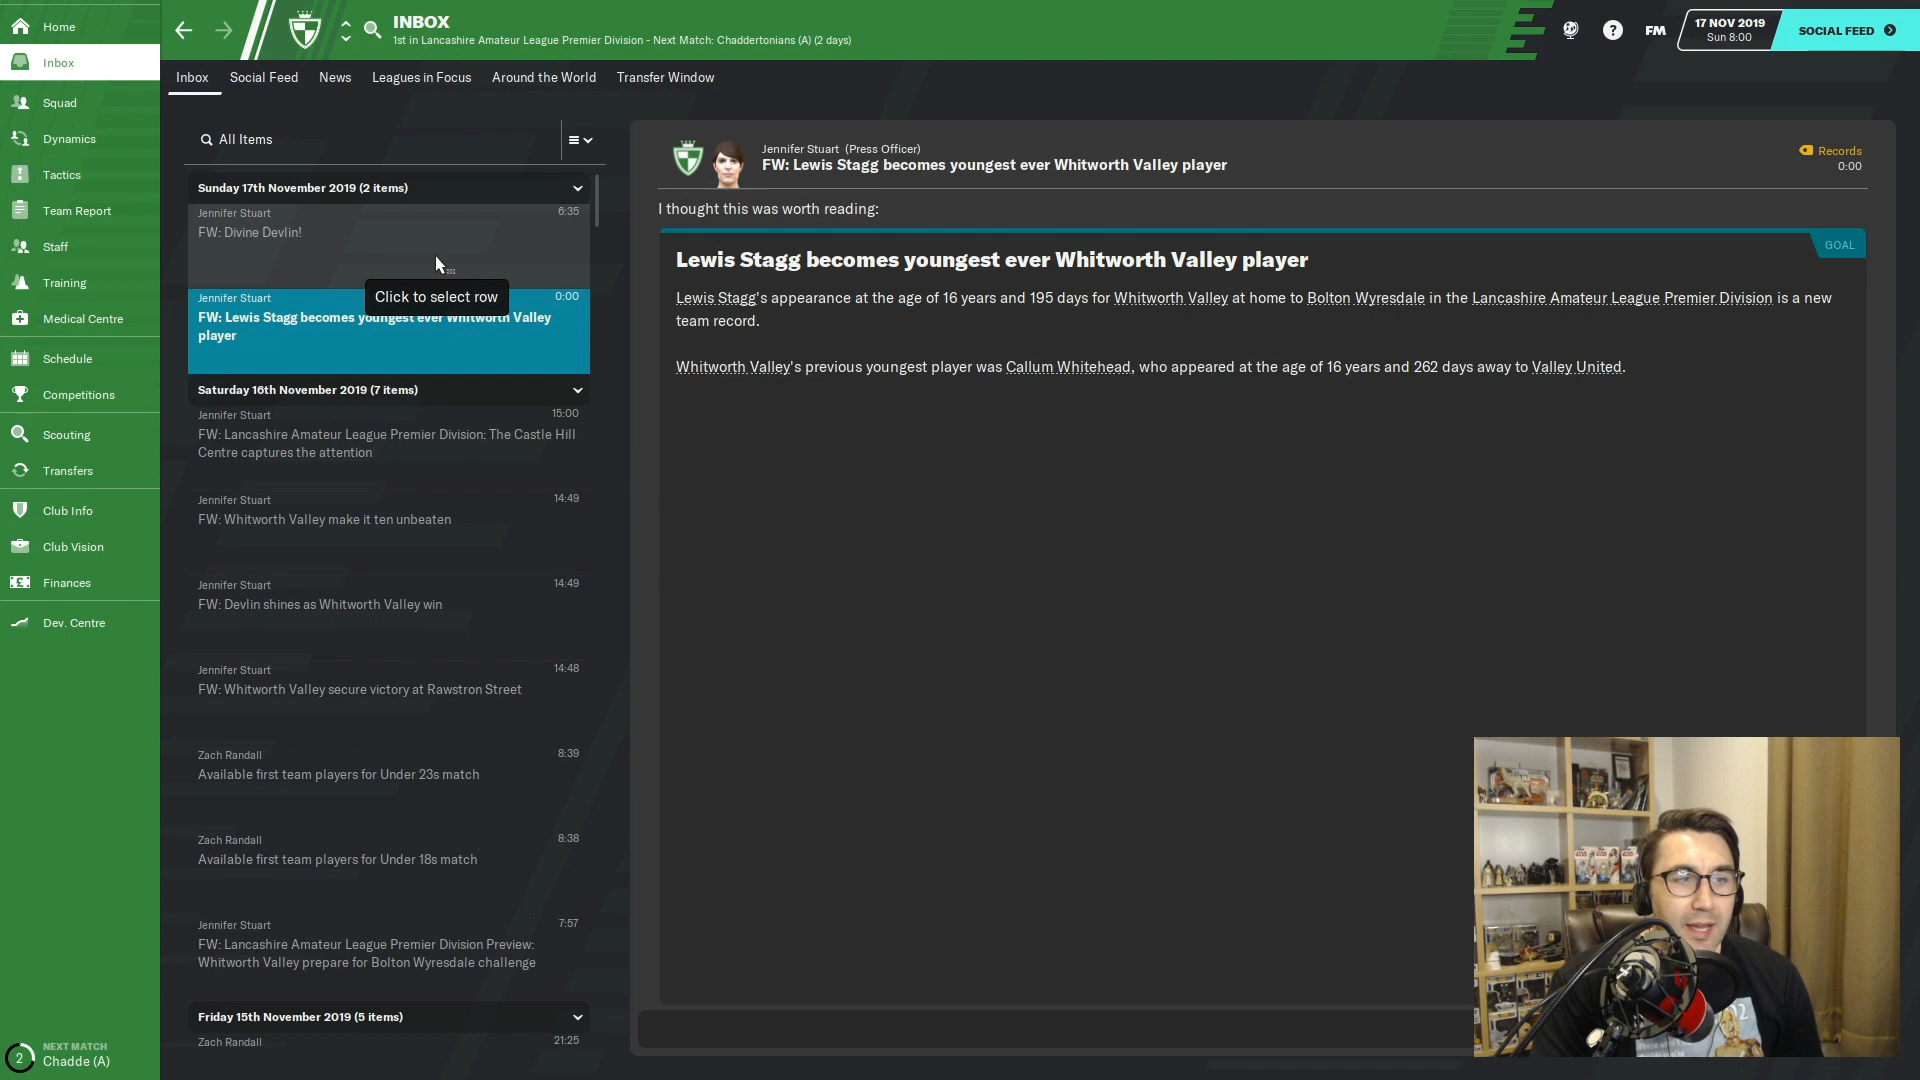 Home
Inbox
Squad
Dynamics
Tactics
Team Report
Staff
Training
Medical Centre
Schedule
Competitions
Scouting
Transfers
Club Info
Club Vision
Finances
Dev. Centre
2
NEXT MATCH
Chadde (A)
INBOX
1st in Lancashire Amateur League Premier Division - Next Match: Chaddertonians (A) (2 days)
?
FM
17 NOV 2019
Sun 8:00
SOCIAL FEED
Inbox Social Feed News Leagues in Focus Around the World Transfer Window
All Items
Sunday 17th November 2019 (2 items)
Jennifer Stuart 6:35
FW: Divine Devlin!
Click to select row
Jennifer Stuart 0:00
FW: Lewis Stagg becomes youngest ever Whitworth Valley
player
Saturday 16th November 2019 (7 items)
Jennifer Stuart 15:00
FW: Lancashire Amateur League Premier Division: The Castle Hill
Centre captures the attention
Jennifer Stuart 14:49
FW: Whitworth Valley make it ten unbeaten
Jennifer Stuart 14:49
FW: Devlin shines as Whitworth Valley win
Jennifer Stuart 14:48
FW: Whitworth Valley secure victory at Rawstron Street
Zach Randall 8:39
Available first team players for Under 23s match
Zach Randall 8:38
Available first team players for Under 18s match
Jennifer Stuart 7:57
FW: Lancashire Amateur League Premier Division Preview:
Whitworth Valley prepare for Bolton Wyresdale challenge
Friday 15th November 2019 (5 items)
Zach Randall 21:25
Jennifer Stuart (Press Officer)
FW: Lewis Stagg becomes youngest ever Whitworth Valley player
Records
0:00
I thought this was worth reading:
GOAL
Lewis Stagg becomes youngest ever Whitworth Valley player
Lewis Stagg's appearance at the age of 16 years and 195 days for Whitworth Valley at home to Bolton Wyresdale in the Lancashire Amateur League Premier Division is a new
team record.
Whitworth Valley's previous youngest player was Callum Whitehead, who appeared at the age of 16 years and 262 days away to Valley United.